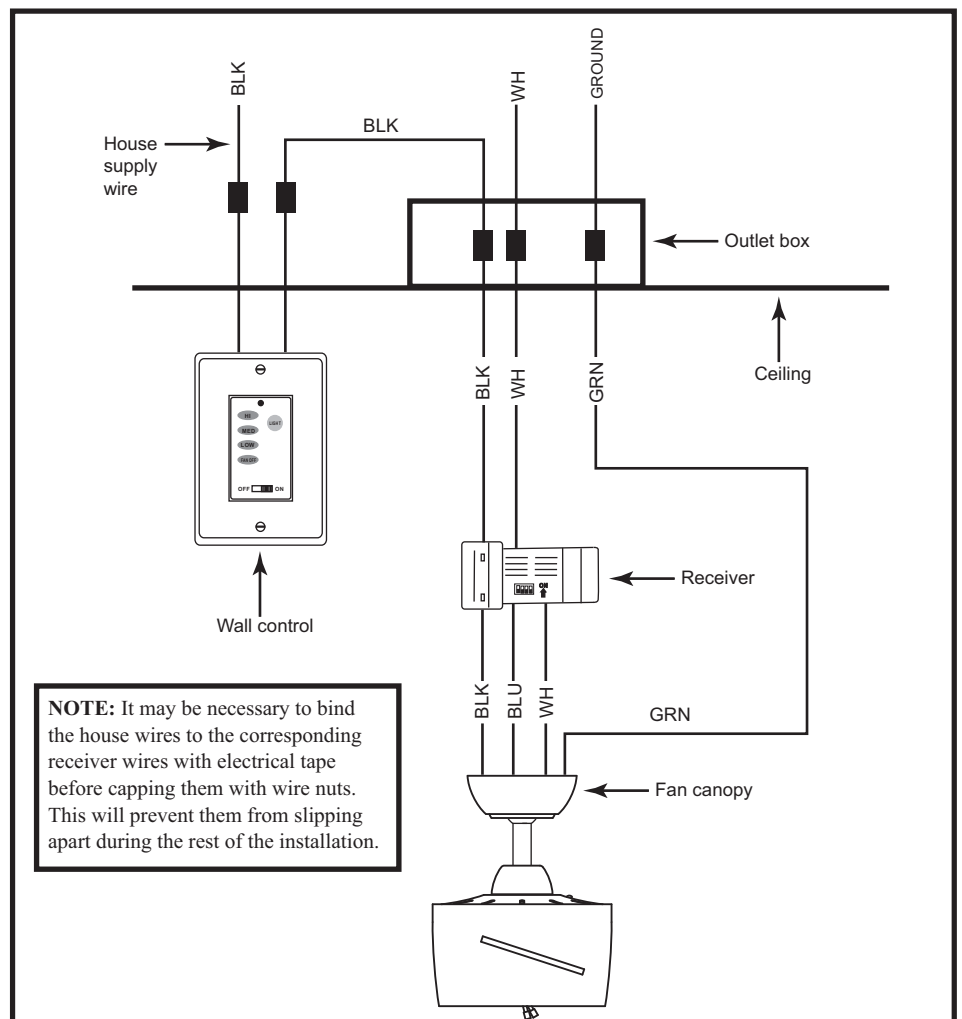 BLK
WH
GROUND
BLK
House
supply
wire
Outlet box
Ceiling
BLK
WH
GRN
HI
MED
LOW
Fan OFF
LIGHT
OFF
ON
ON
Receiver
Wall control
BLK
BLU
WH
GRN
NOTE: It may be necessary to bind
the house wires to the corresponding
receiver wires with electrical tape
before capping them with wire nuts.
This will prevent them from slipping
apart during the rest of the installation.
Fan canopy